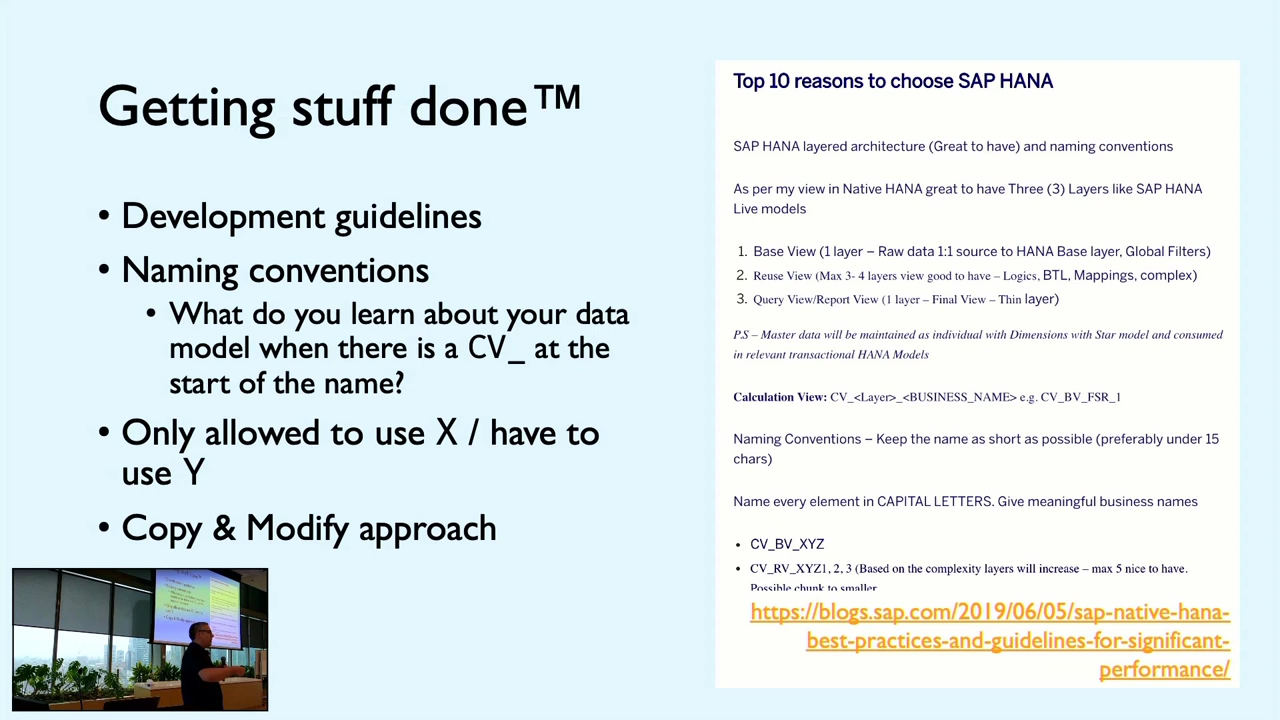 Getting stuff done™
• Development guidelines
• Naming conventions
• What do you learn about your data
model when there is a CV_ at the
start of the name?
• Only allowed to use X / have to
use Y
• Copy & Modify approach
Top 10 reasons to choose SAP HANA
SAP HANA layered architecture (Great to have) and naming conventions
As per my view in Native HANA great to have Three (3) Layers like SAP HANA
Live models
1. Base View (1 layer – Raw data 1:1 source to HANA Base layer, Global Filters)
2. Reuse View (Max 3- 4 layers view good to have – Logics, BTL, Mappings, complex)
3. Query View/Report View (1 layer – Final View – Thin layer)
P.S – Master data will be maintained as individual with Dimensions with Star model and consumed
in relevant transactional HANA Models
Calculation View: CV_<Layer>_<BUSINESS_NAME> e.g. CV_BV_FSR_1
Naming Conventions – Keep the name as short as possible (preferably under 15
chars)
Name every element in CAPITAL LETTERS. Give meaningful business names
• CV_BV_XYZ
• CV_RV_XYZ1, 2, 3 (Based on the complexity layers will increase – max 5 nice to have.
Possible chunk to smaller
https://blogs.sap.com/2019/06/05/sap-native-hana-
best-practices-and-guidelines-for-significant-
performance/